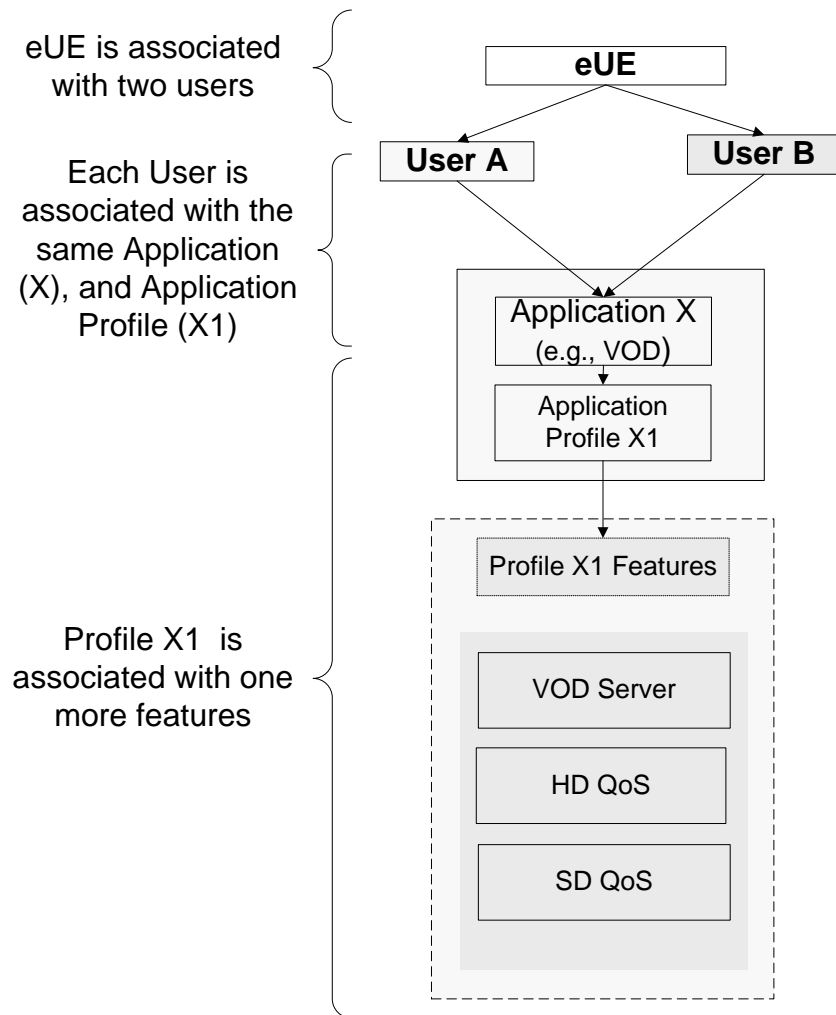 eUE is associated
with two users
eUE
User A
User B
Each User is
associated with the
same Application
(X), and Application
Profile (X1)
Application X
(e.g., VOD)
Application
Profile X1
Profile X1 Features
Profile X1 is
associated with one
more features
VOD Server
HD QoS
SD QoS